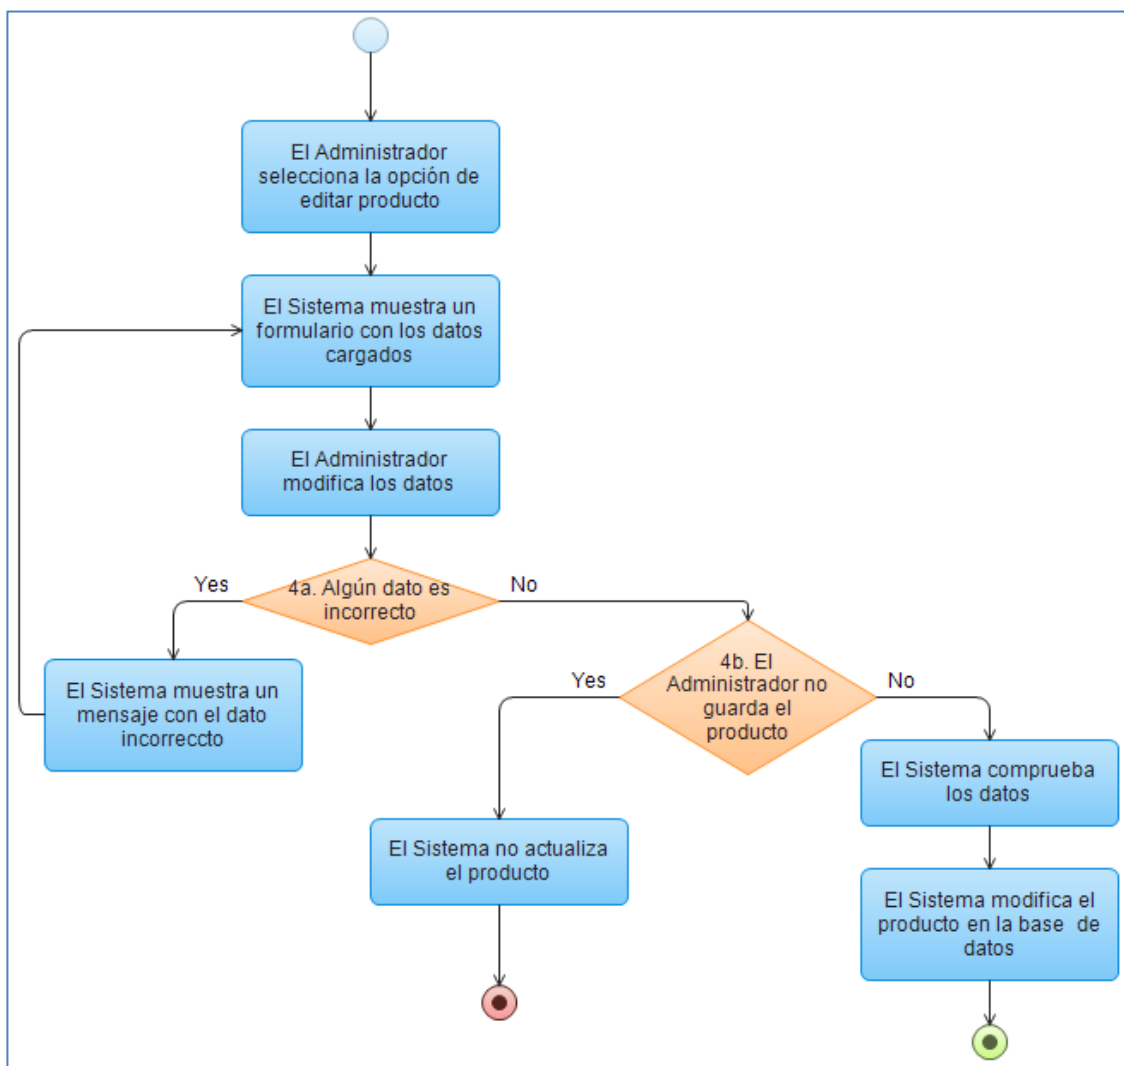 El Administrador
selecciona la opción de
editar producto
El Sistema muestra un
formulario con los datos
cargados
El Administrador
modifica los datos
Yes
4a. Algún dato es
incorrecto
No
El Sistema muestra un
mensaje con el dato
incorreccto
Yes
4b. El
Administrador no
guarda el
producto
No
El Sistema comprueba
los datos
El Sistema no actualiza
el producto
El Sistema modifica el
producto en la base de
datos